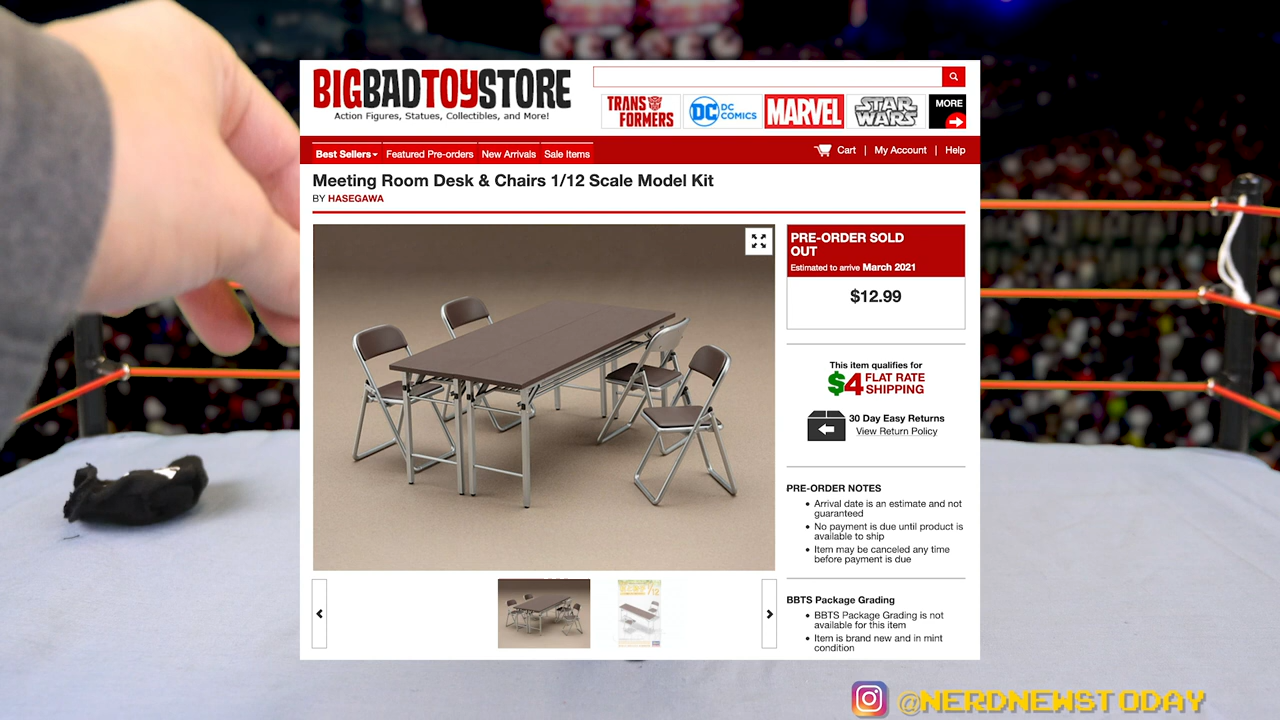 BIGBADTOYSTORE
Action Figures, Statues, Collectibles, and More!
TRANSFORMERS
DC DC COMICS
MARVEL
STAR WARS
MORE
Best Sellers
Featured Pre-orders
New Arrivals
Sale Items
Cart | My Account | Help
Meeting Room Desk & Chairs 1/12 Scale Model Kit
BY HASEGAWA
PRE-ORDER SOLD
OUT
Estimated to arrive March 2021
$12.99
This item qualifies for
$4 FLAT RATE
SHIPPING
30 Day Easy Returns
View Return Policy
PRE-ORDER NOTES
• Arrival date is an estimate and not
guaranteed
• No payment is due until product is
available to ship
• Item may be canceled any time
before payment is due
BBTS Package Grading
• BBTS Package Grading is not
available for this item
• Item is brand new and in mint
condition
@NERDNEWSTODAY